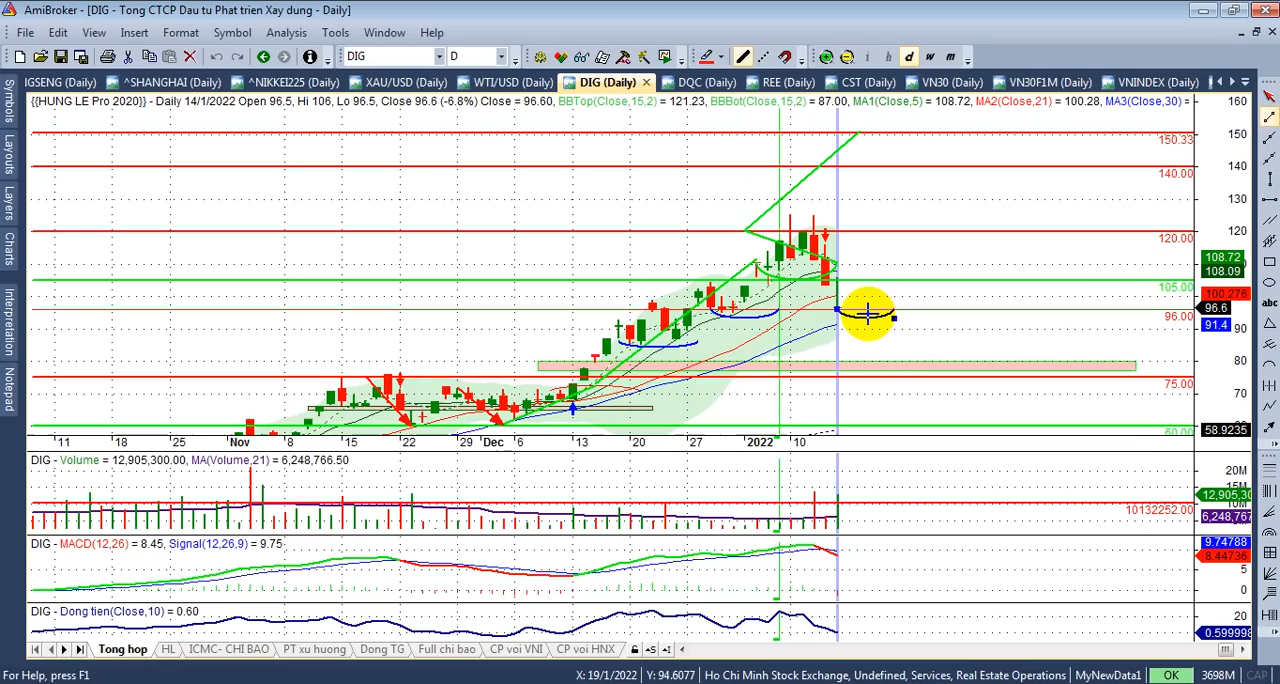 AmiBroker - [DIG - Tong CTCP Dau tu Phat trien Xay dung - Daily]
File Edit View Insert Format Symbol Analysis Tools Window Help
DIG D i h d w m
IGSENG (Daily) ^SHANGHAI (Daily) ^NIKKEI225 (Daily) XAU/USD (Daily) WTI/USD (Daily) DIG (Daily) DQC (Daily) REE (Daily) CST (Daily) VN30 (Daily) VN30F1M (Daily) VNINDEX (Daily)
Symbols
Layouts
Layers
Charts
Interpretation
Notepad
{{HUNG LE Pro 2020}} - Daily 14/1/2022 Open 96.5, Hi 106, Lo 96.5, Close 96.6 (-6.8%) Close = 96.60, BBTop(Close,15,2) = 121.23, BBBot(Close,15,2) = 87.00, MA1(Close,5) = 108.72, MA2(Close,21) = 100.28, MA3(Close,30) =
160
150
150.33
140
140.00
130
120
120.00
108.72
108.09
105.00
100.276
96.6
96.00
91.4
90
80
75.00
70
58.9235
60.00
abc
11 18 25 Nov 8 15 22 29 Dec 6 13 20 27 2022 10
DIG - Volume = 12,905,300.00, MA(Volume,21) = 6,248,766.50
20M
15M
12,905,30
10132252.00
6,248,767
DIG - MACD(12,26) = 8.45, Signal(12,26,9) = 9.75
9.74788
8.44736
5
0
DIG - Dong tien(Close,10) = 0.60
20
0.599998
Tong hop HL ICMC- CHI BAO PT xu huong Dong TG Full chi bao CP voi VNI CP voi HNX
For Help, press F1 X: 19/1/2022 Y: 94.6077 Ho Chi Minh Stock Exchange, Undefined, Services, Real Estate Operations MyNewData1 OK 3698M CAP